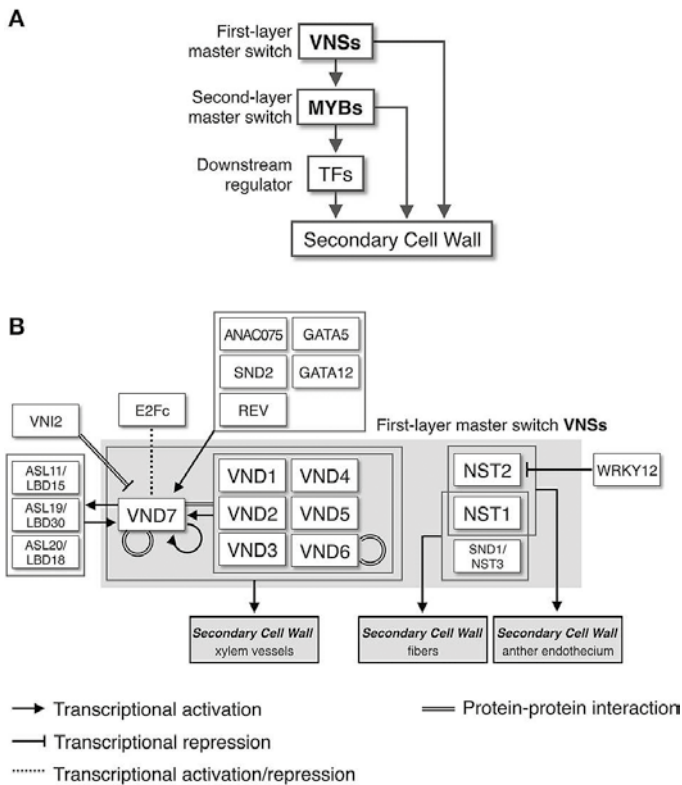 A
First-layer
master switch
VNSs
Second-layer
master switch
MYBs
Downstream
regulator
TFs
Secondary Cell Wall
B
ANAC075
GATA5
SND2
GATA12
REV
E2Fc
VNI2
First-layer master switch VNSs
ASL11/
LBD15
ASL19/
LBD30
ASL20/
LBD18
VND7
VND1
VND4
VND2
VND5
VND3
VND6
NST2
WRKY12
NST1
SND1/
NST3
Secondary Cell Wall
xylem vessels
Secondary Cell Wall
fibers
Secondary Cell Wall
anther endothecium
Transcriptional activation
Protein-protein interaction
Transcriptional repression
Transcriptional activation/repression